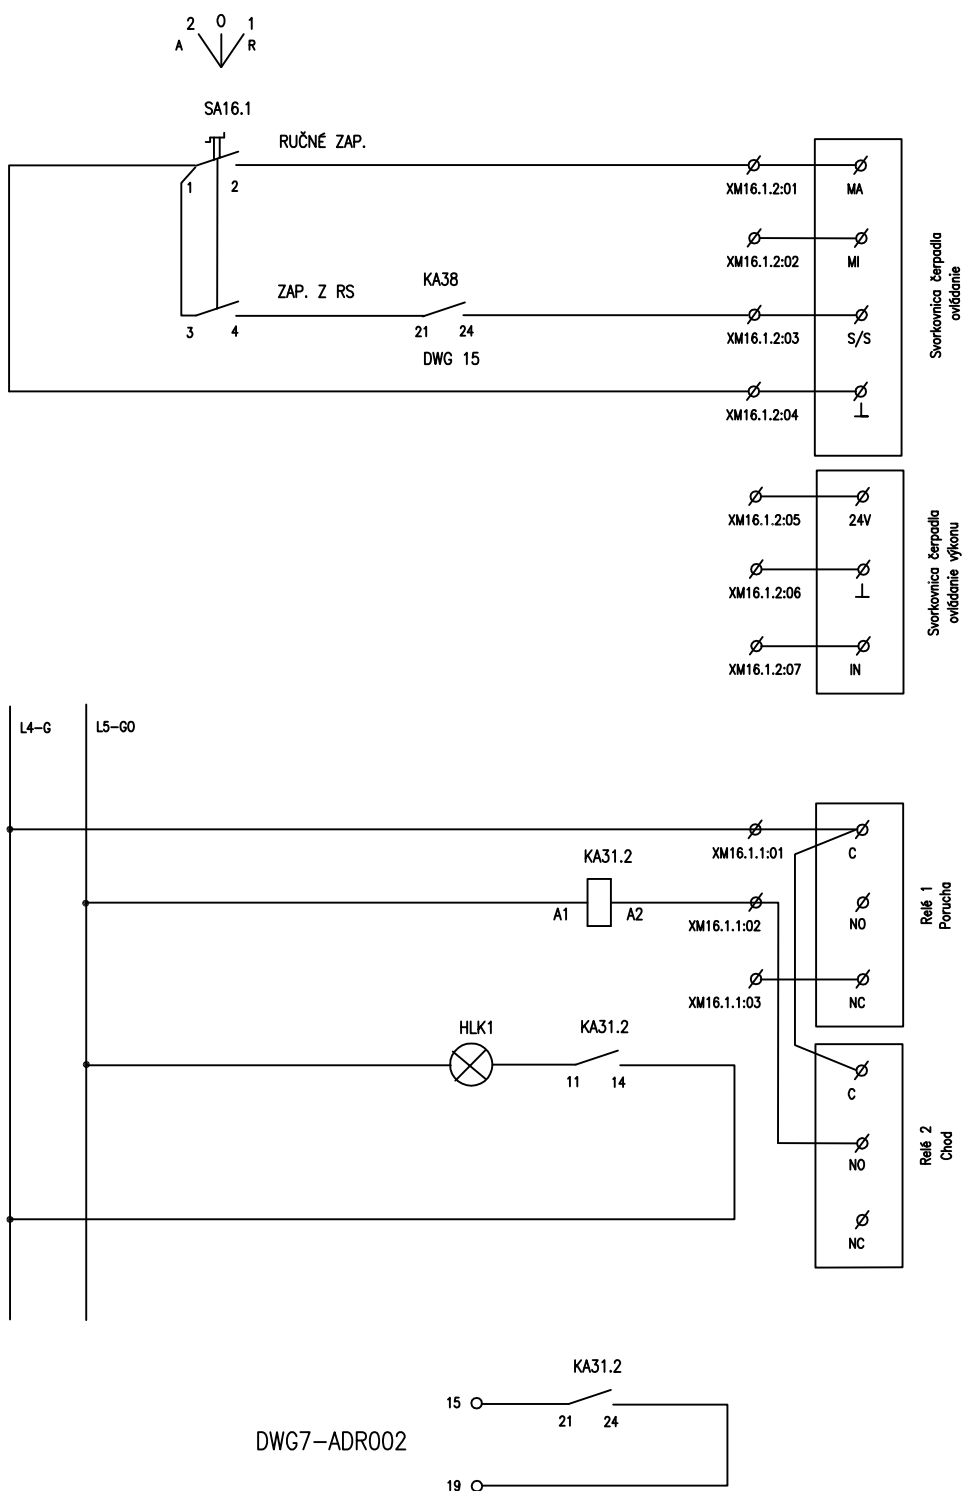 2 0 1
A R
SA16.1
RUČNÉ ZAP.
1 2
XM16.1.2:01 MA
XM16.1.2:02 MI
ZAP. Z RS
KA38
3 4
21 24
DWG 15
XM16.1.2:03 S/S
XM16.1.2:04
Svorkovnica čerpadla
ovládanie
XM16.1.2:05 24V
XM16.1.2:06
XM16.1.2:07 IN
Svorkovnica čerpadla
ovládanie výkonu
L4-G L5-G0
XM16.1.1:01 C
KA31.2
A1 A2
XM16.1.1:02 NO
XM16.1.1:03 NC
Relé 1
Porucha
HLK1 KA31.2
11 14
C
NO
NC
Relé 2
Chod
KA31.2
15
21 24
DWG7-ADR002
19